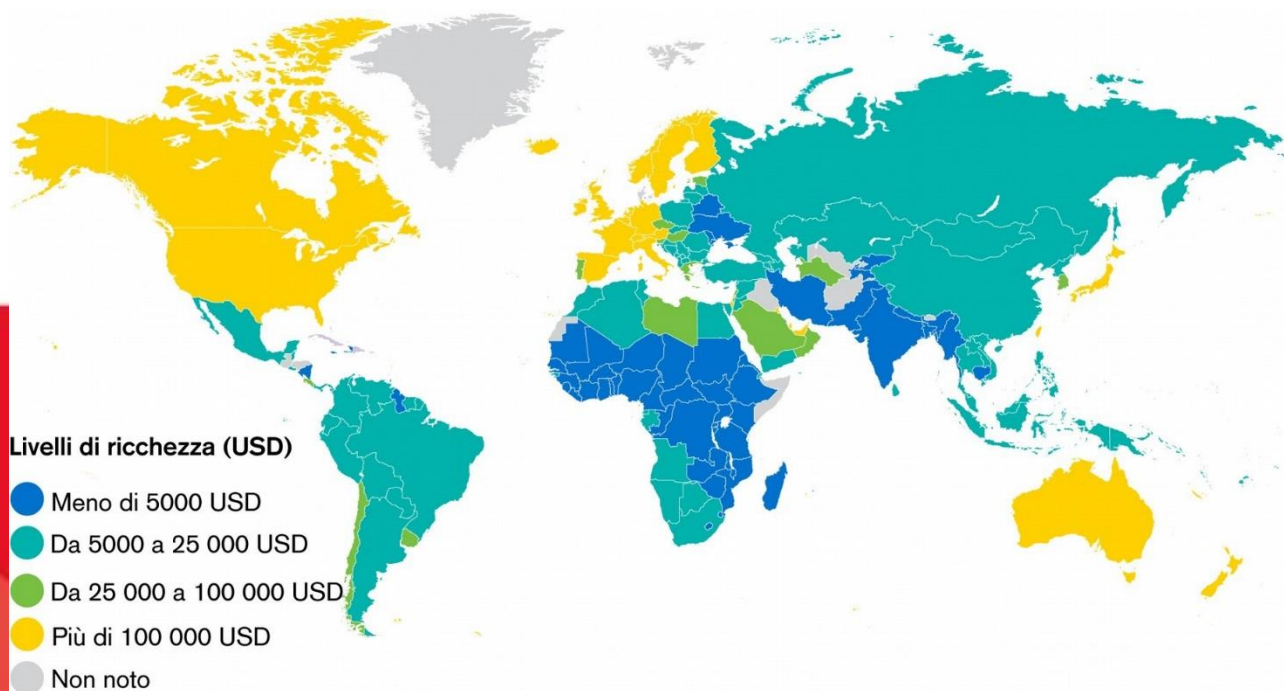 Livelli di ricchezza (USD)
Meno di 5000 USD
Da 5000 a 25 000 USD
Da 25 000 a 100 000 USD
Più di 100 000 USD
Non noto